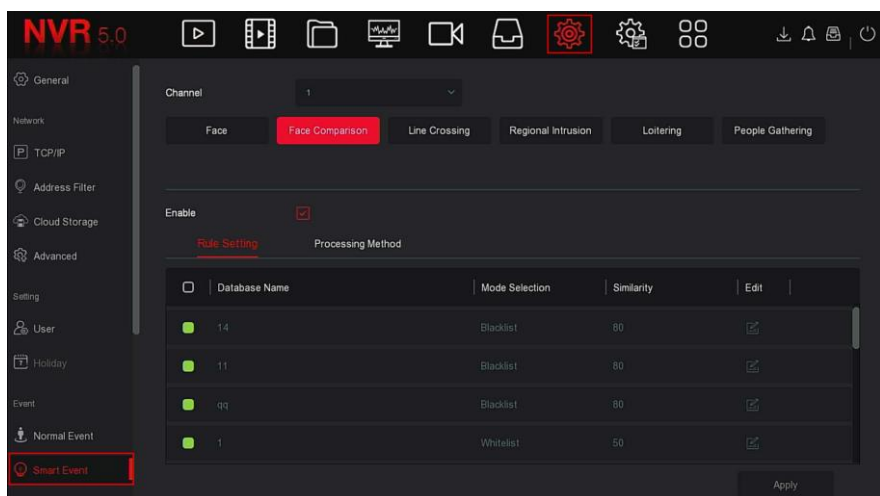 NVR 5.0
General
Channel 1
Network
Face Face Comparison Line Crossing Regional Intrusion Loitering People Gathering
TCP/IP
Address Filter
Enable
Cloud Storage
Rule Setting Processing Method
Advanced
Database Name Mode Selection Similarity Edit
Setting
User
14 Blacklist 80
Holiday
11 Blacklist 80
Event
qq Blacklist 80
Normal Event
1 Whitelist 50
Smart Event
Apply